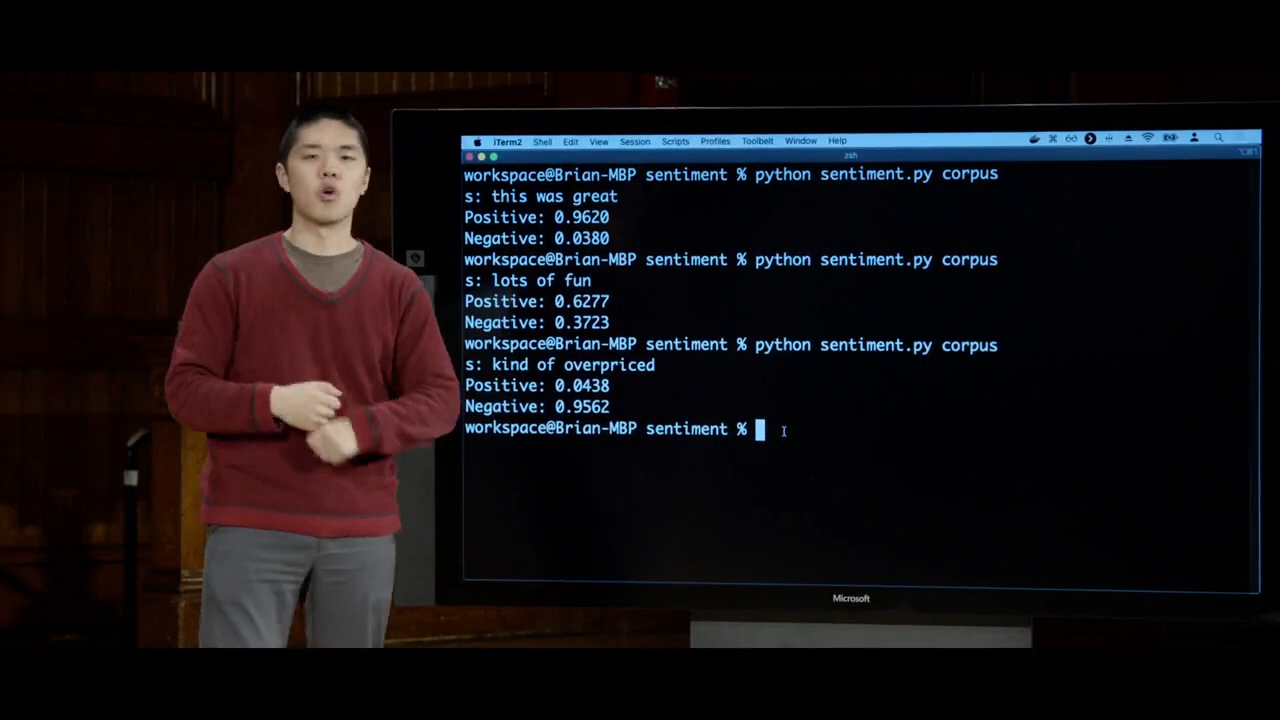 iTerm2 Shell Edit View Session Scripts Profiles Toolbelt Window Help
zsh
workspace@Brian-MBP sentiment % python sentiment.py corpus
s: this was great
Positive: 0.9620
Negative: 0.0380
workspace@Brian-MBP sentiment % python sentiment.py corpus
s: lots of fun
Positive: 0.6277
Negative: 0.3723
workspace@Brian-MBP sentiment % python sentiment.py corpus
s: kind of overpriced
Positive: 0.0438
Negative: 0.9562
workspace@Brian-MBP sentiment %
Microsoft